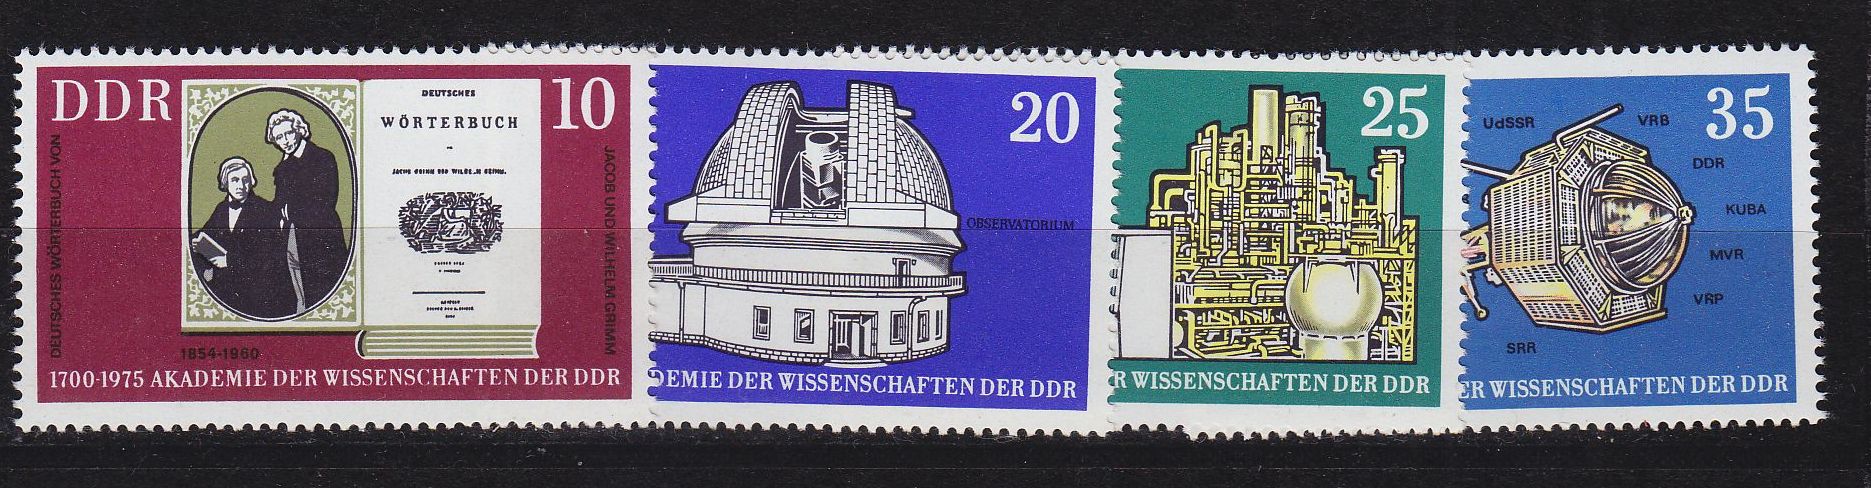 DDR
10
DEUTSCHES WÖRTERBUCH VON
DEUTSCHES
WÖRTERBUCH
JACOB UND WILHELM GRIMM
1854-1960
1700-1975 AKADEMIE DER WISSENSCHAFTEN DER DDR
20
OBSERVATORIUM
DEMIE DER WISSENSCHAFTEN DER DDR
25
R WISSENSCHAFTEN DER DDR
35
UdSSR
VRB
DDR
KUBA
MVR
VRP
SRR
ER WISSENSCHAFTEN DER DDR